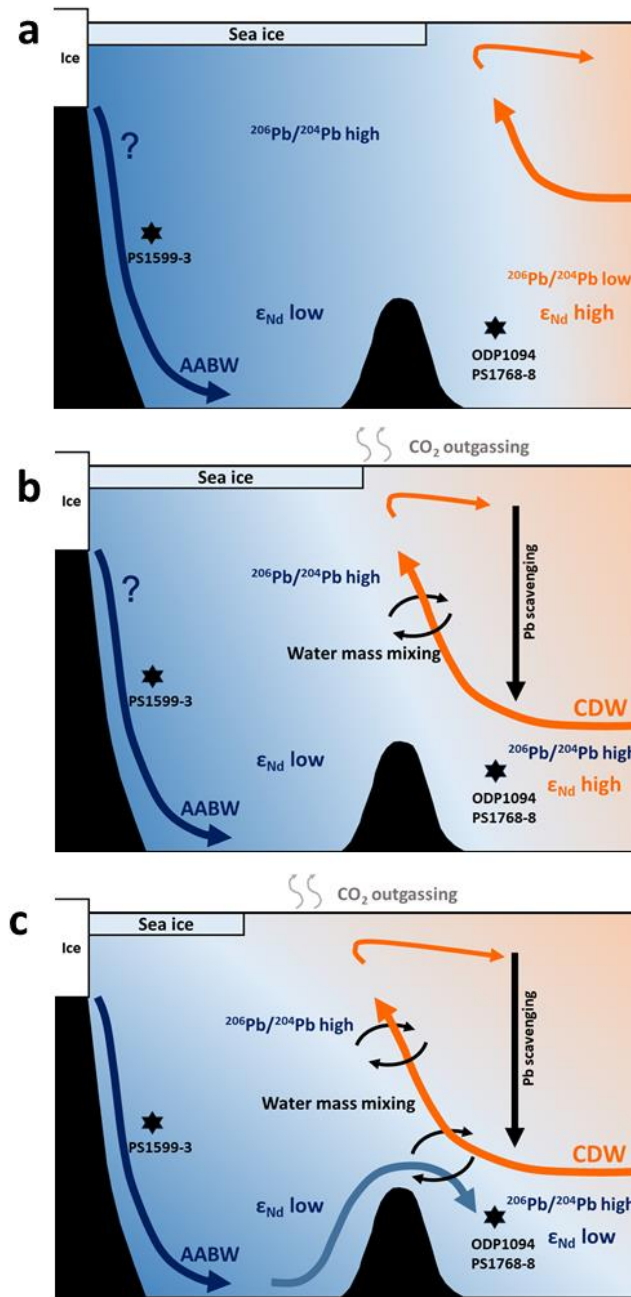 a
Ice
Sea ice
?
²⁰⁶Pb/²⁰⁴Pb high
PS1599-3
²⁰⁶Pb/²⁰⁴Pb low
εNd low
εNd high
AABW
ODP1094
PS1768-8
CO₂ outgassing
b
Ice
Sea ice
?
²⁰⁶Pb/²⁰⁴Pb high
Pb scavenging
Water mass mixing
PS1599-3
CDW
²⁰⁶Pb/²⁰⁴Pb high
εNd low
εNd high
AABW
ODP1094
PS1768-8
CO₂ outgassing
c
Ice
Sea ice
²⁰⁶Pb/²⁰⁴Pb high
Pb scavenging
Water mass mixing
PS1599-3
CDW
εNd low
²⁰⁶Pb/²⁰⁴Pb high
εNd low
AABW
ODP1094
PS1768-8